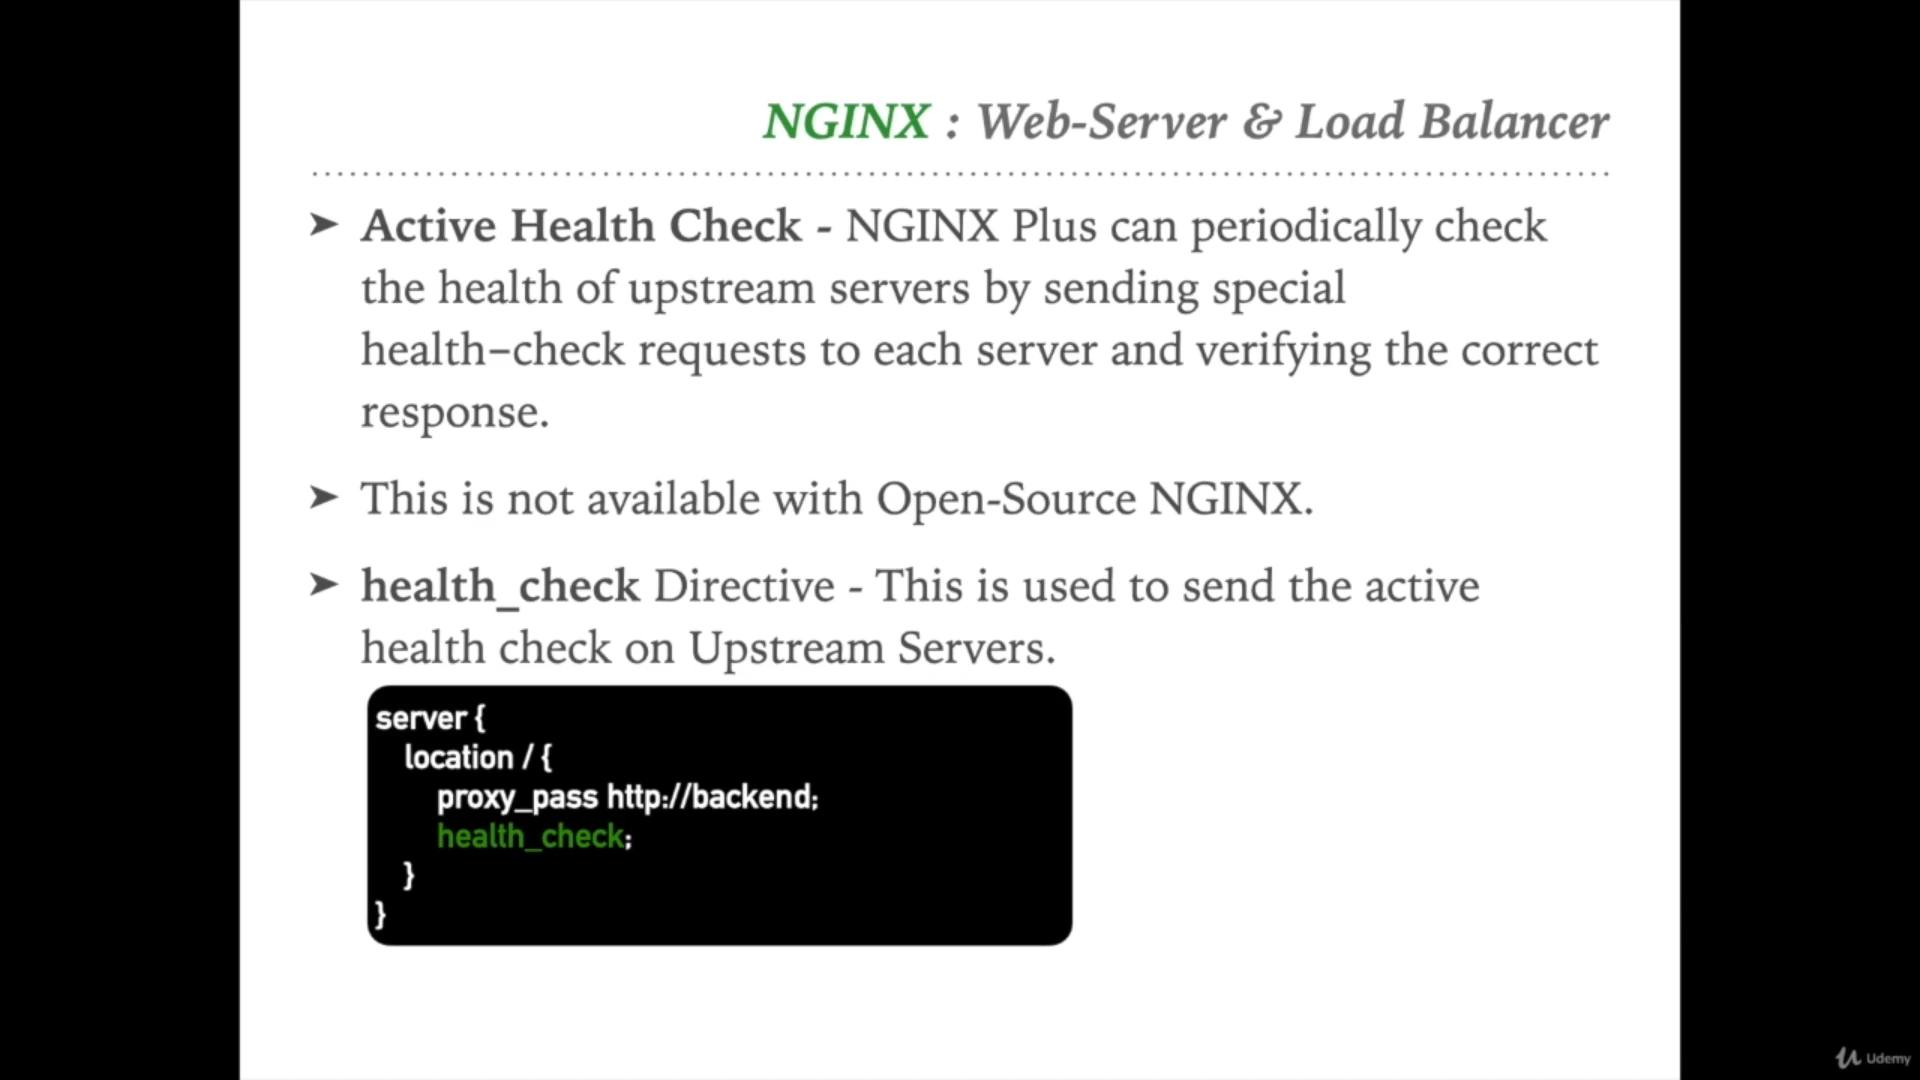 NGINX : Web-Server & Load Balancer
➤ Active Health Check - NGINX Plus can periodically check
the health of upstream servers by sending special
health–check requests to each server and verifying the correct
response.
➤ This is not available with Open-Source NGINX.
➤ health_check Directive - This is used to send the active
health check on Upstream Servers.
server {
location / {
proxy_pass http://backend;
health_check;
}
}
Udemy